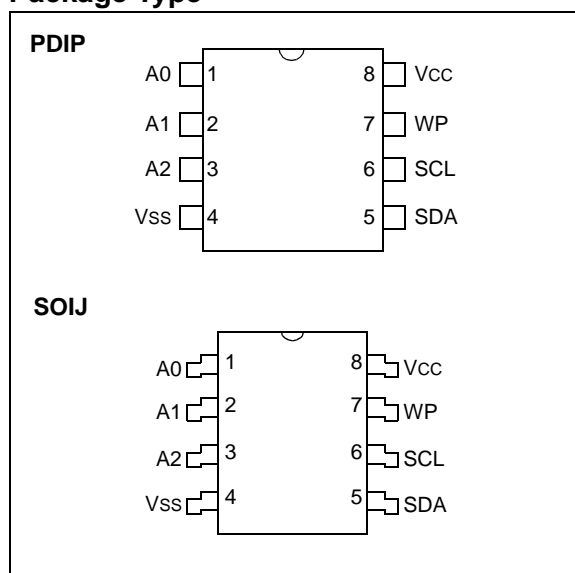 Package Type
PDIP
A0 1 8 VCC
A1 2 7 WP
A2 3 6 SCL
VSS 4 5 SDA
SOIJ
A0 1 8 VCC
A1 2 7 WP
A2 3 6 SCL
VSS 4 5 SDA